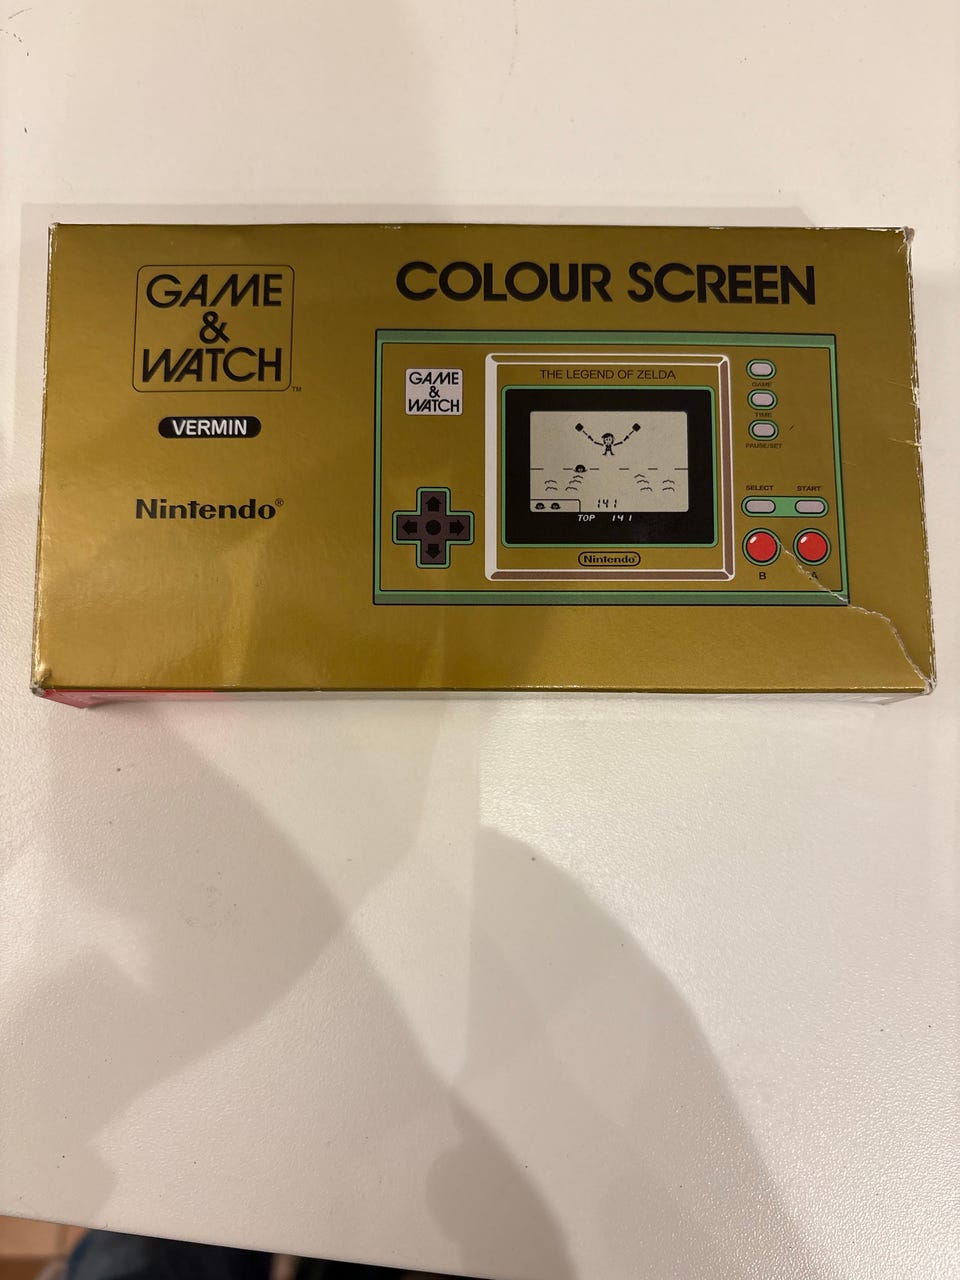 GAME
&
WATCH™
VERMIN
Nintendo®
COLOUR SCREEN
GAME
&
WATCH
THE LEGEND OF ZELDA
141
TOP 141
Nintendo
GAME
TIME
PAUSE/SET
SELECT START
B A